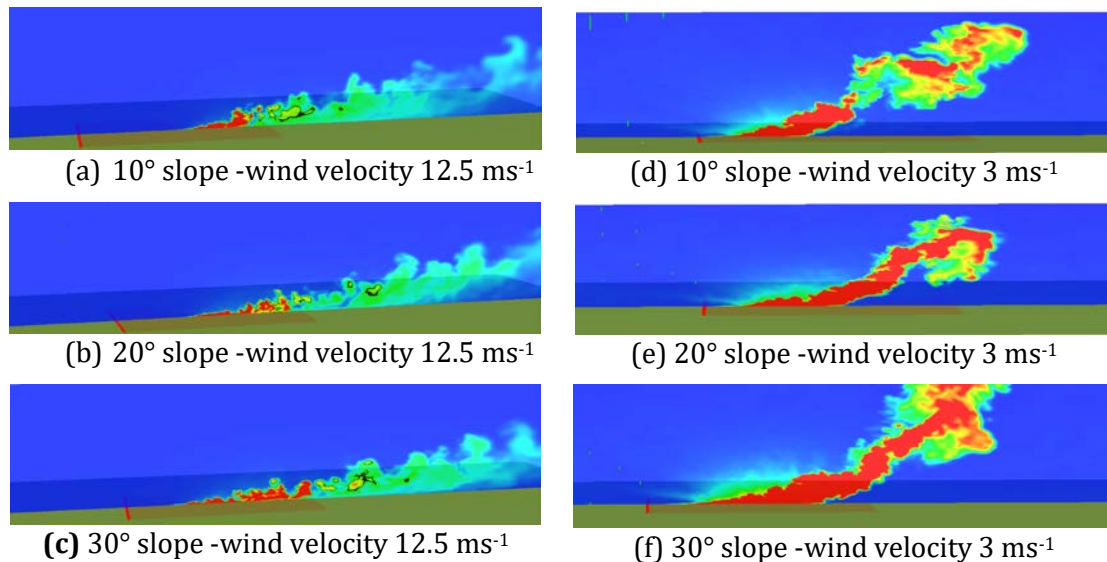 (a) 10° slope -wind velocity 12.5 ms⁻¹
(d) 10° slope -wind velocity 3 ms⁻¹
(b) 20° slope -wind velocity 12.5 ms⁻¹
(e) 20° slope -wind velocity 3 ms⁻¹
(c) 30° slope -wind velocity 12.5 ms⁻¹
(f) 30° slope -wind velocity 3 ms⁻¹